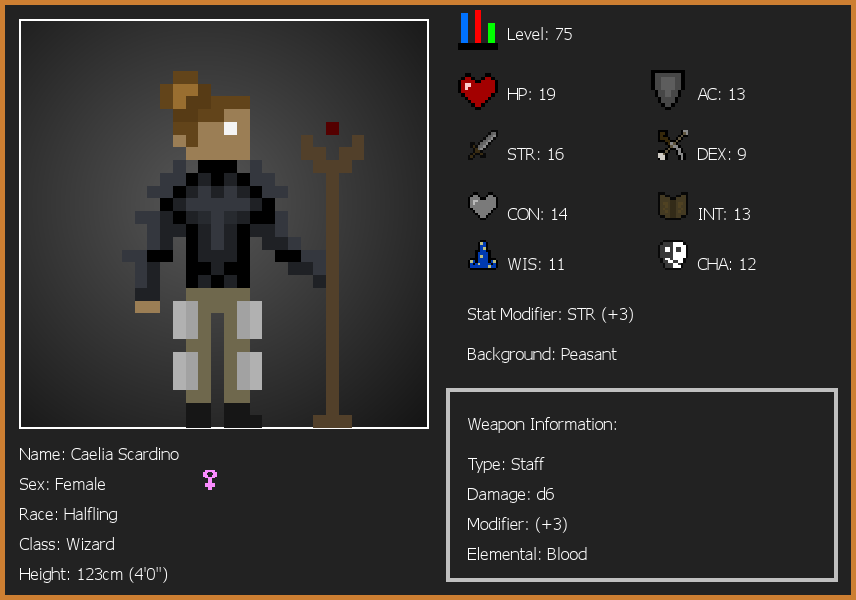 Level: 75
HP: 19
AC: 13
STR: 16
DEX: 9
CON: 14
INT: 13
WIS: 11
CHA: 12
Stat Modifier: STR (+3)
Background: Peasant
Weapon Information:
Type: Staff
Damage: d6
Modifier: (+3)
Elemental: Blood
Name: Caelia Scardino
Sex: Female
Race: Halfling
Class: Wizard
Height: 123cm (4'0")